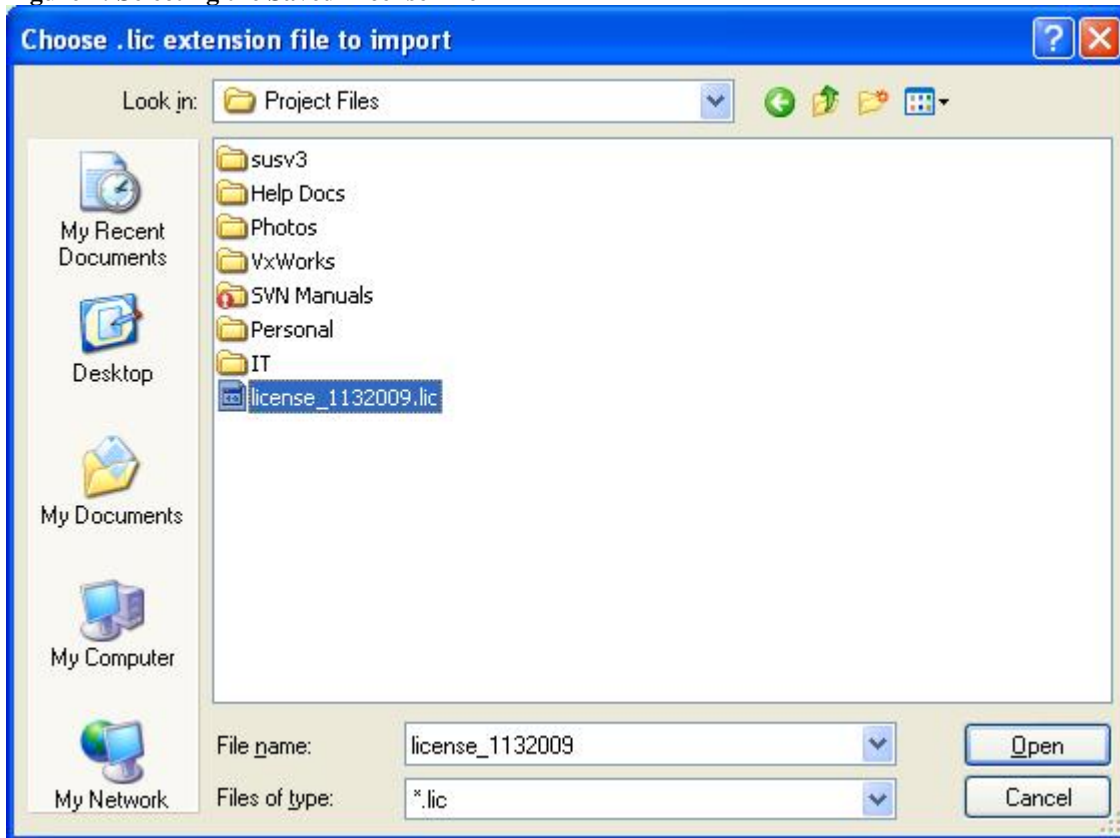 Choose .lic extension file to import
Look in:
Project Files
My Recent
Documents
Desktop
My Documents
My Computer
My Network
susv3
Help Docs
Photos
VxWorks
SVN Manuals
Personal
IT
license_1132009.lic
File name:
license_1132009
Open
Files of type:
*.lic
Cancel